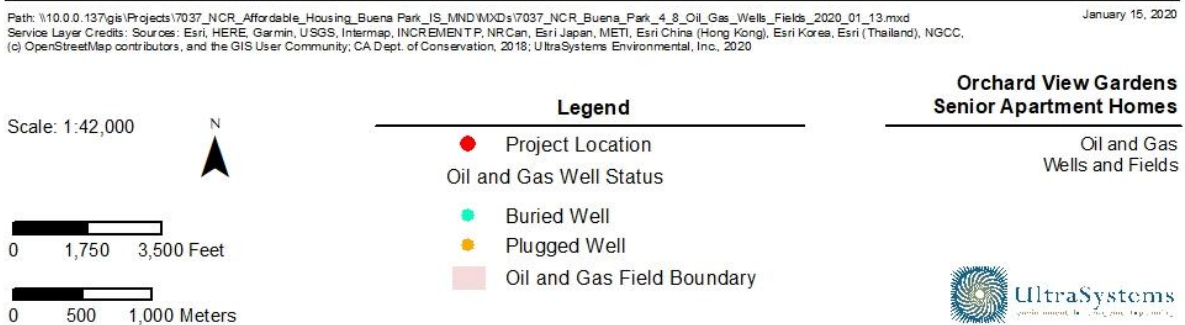 Path: \\10.0.0.137\gis\Projects\7037_NCR_Affordable_Housing_Buena Park_IS_MND\MXDs\7037_NCR_Buena_Park_4_8_Oil_Gas_Wells_Fields_2020_01_13.mxd
January 15, 2020
Service Layer Credits: Sources: Esri, HERE, Garmin, USGS, Intermap, INCREMENT P, NRCan, Esri Japan, METI, Esri China (Hong Kong), Esri Korea, Esri (Thailand), NGCC,
(c) OpenStreetMap contributors, and the GIS User Community; CA Dept. of Conservation, 2018; UltraSystems Environmental, Inc., 2020
Scale: 1:42,000
N
0 1,750 3,500 Feet
0 500 1,000 Meters
Legend
Project Location
Oil and Gas Well Status
Buried Well
Plugged Well
Oil and Gas Field Boundary
Orchard View Gardens
Senior Apartment Homes
Oil and Gas
Wells and Fields
UltraSystems